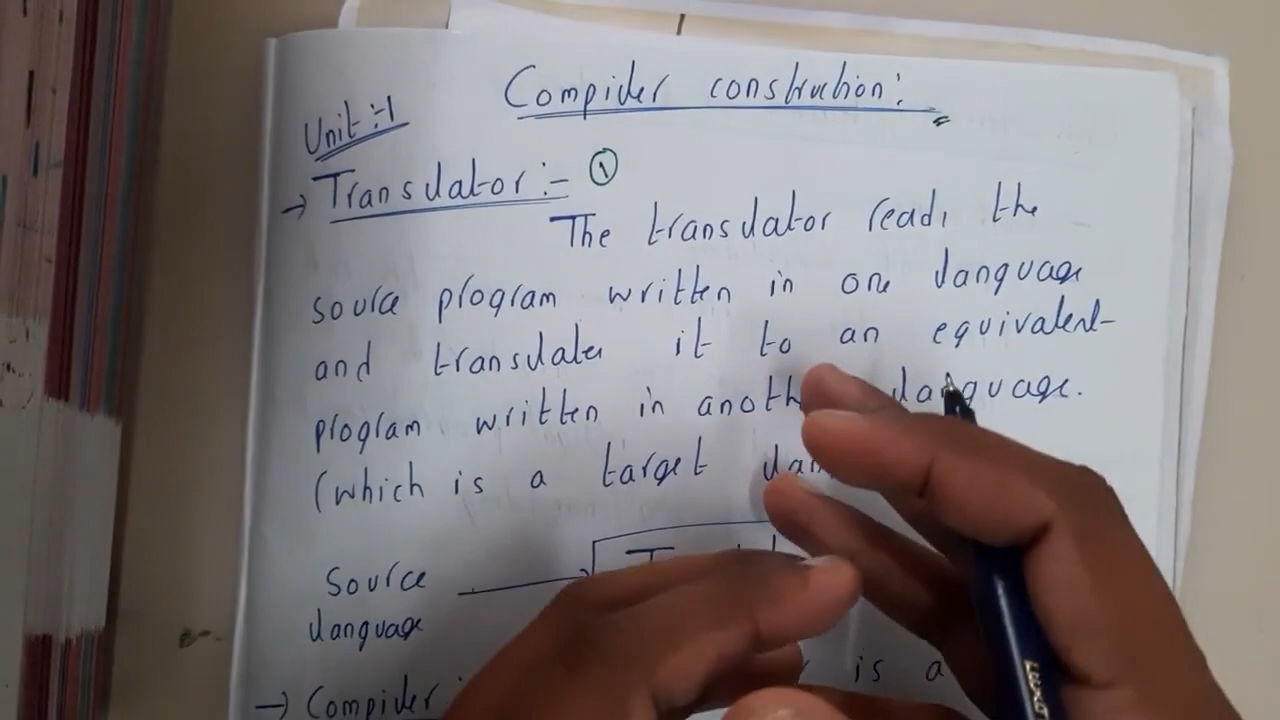 Compiler construction:
Unit :- 1
→ Translator :- ①
The translator reads the
source program written in one language
and translates it to an equivalent
program written in another language.
(which is a target
Source
language
→ Compiler :
is a